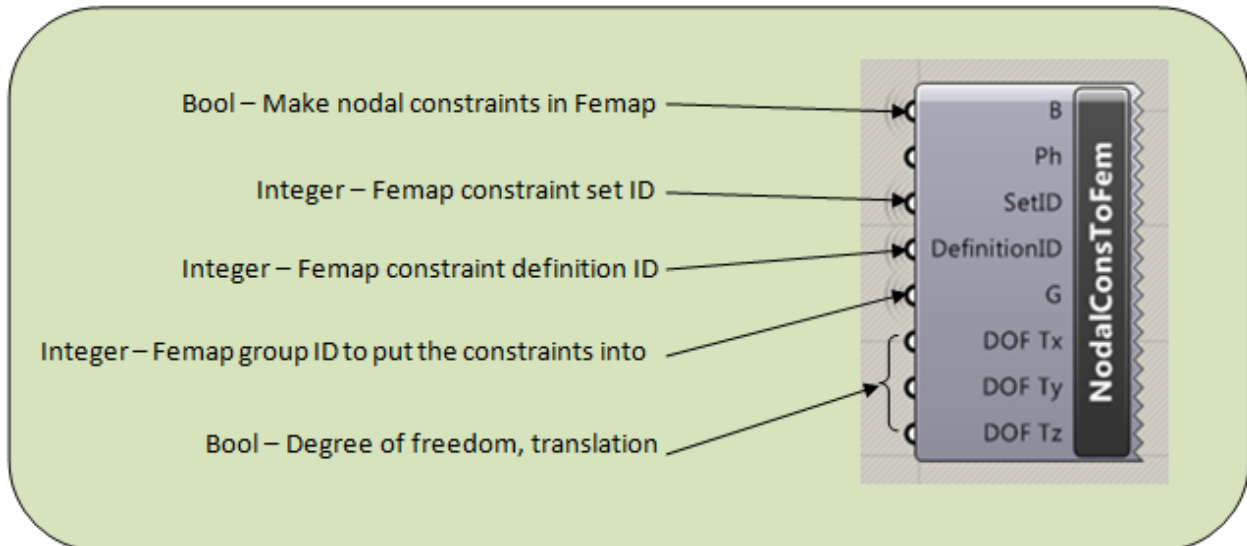 Bool – Make nodal constraints in Femap
Integer – Femap constraint set ID
Integer – Femap constraint definition ID
Integer – Femap group ID to put the constraints into
Bool – Degree of freedom, translation
B
Ph
SetID
DefinitionID
G
DOF Tx
DOF Ty
DOF Tz
NodalConsToFem